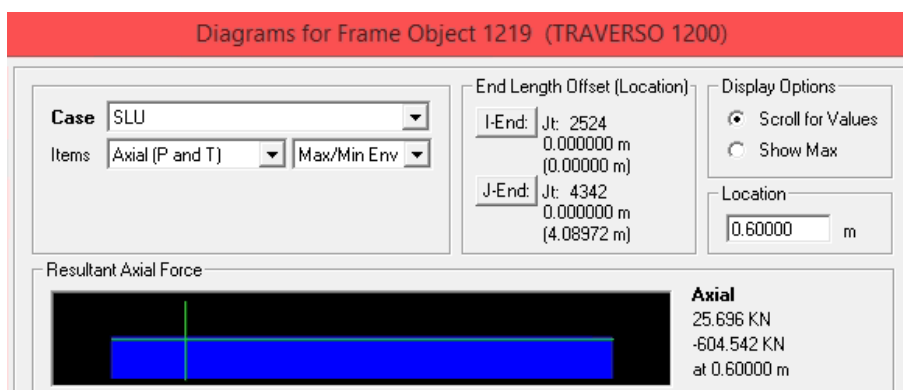 Diagrams for Frame Object 1219 (TRAVERSO 1200)
Case SLU
Items Axial (P and T) Max/Min Env
End Length Offset (Location)
I-End: Jt: 2524
0.000000 m
(0.00000 m)
J-End: Jt: 4342
0.000000 m
(4.08972 m)
Display Options
Scroll for Values
Show Max
Location
0.60000 m
Resultant Axial Force
Axial
25.696 KN
-604.542 KN
at 0.60000 m